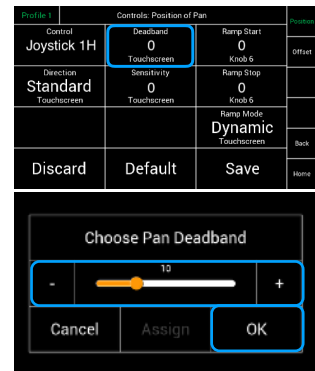 Profile 1
Controls: Position of Pan
Position
Control
Joystick 1H
Deadband
0
Touchscreen
Ramp Start
0
Knob 6
Offset
Direction
Standard
Touchscreen
Sensitivity
0
Touchscreen
Ramp Stop
0
Knob 6
Ramp Mode
Dynamic
Touchscreen
Back
Discard
Default
Save
Home
Choose Pan Deadband
-
10
+
Cancel
Assign
OK